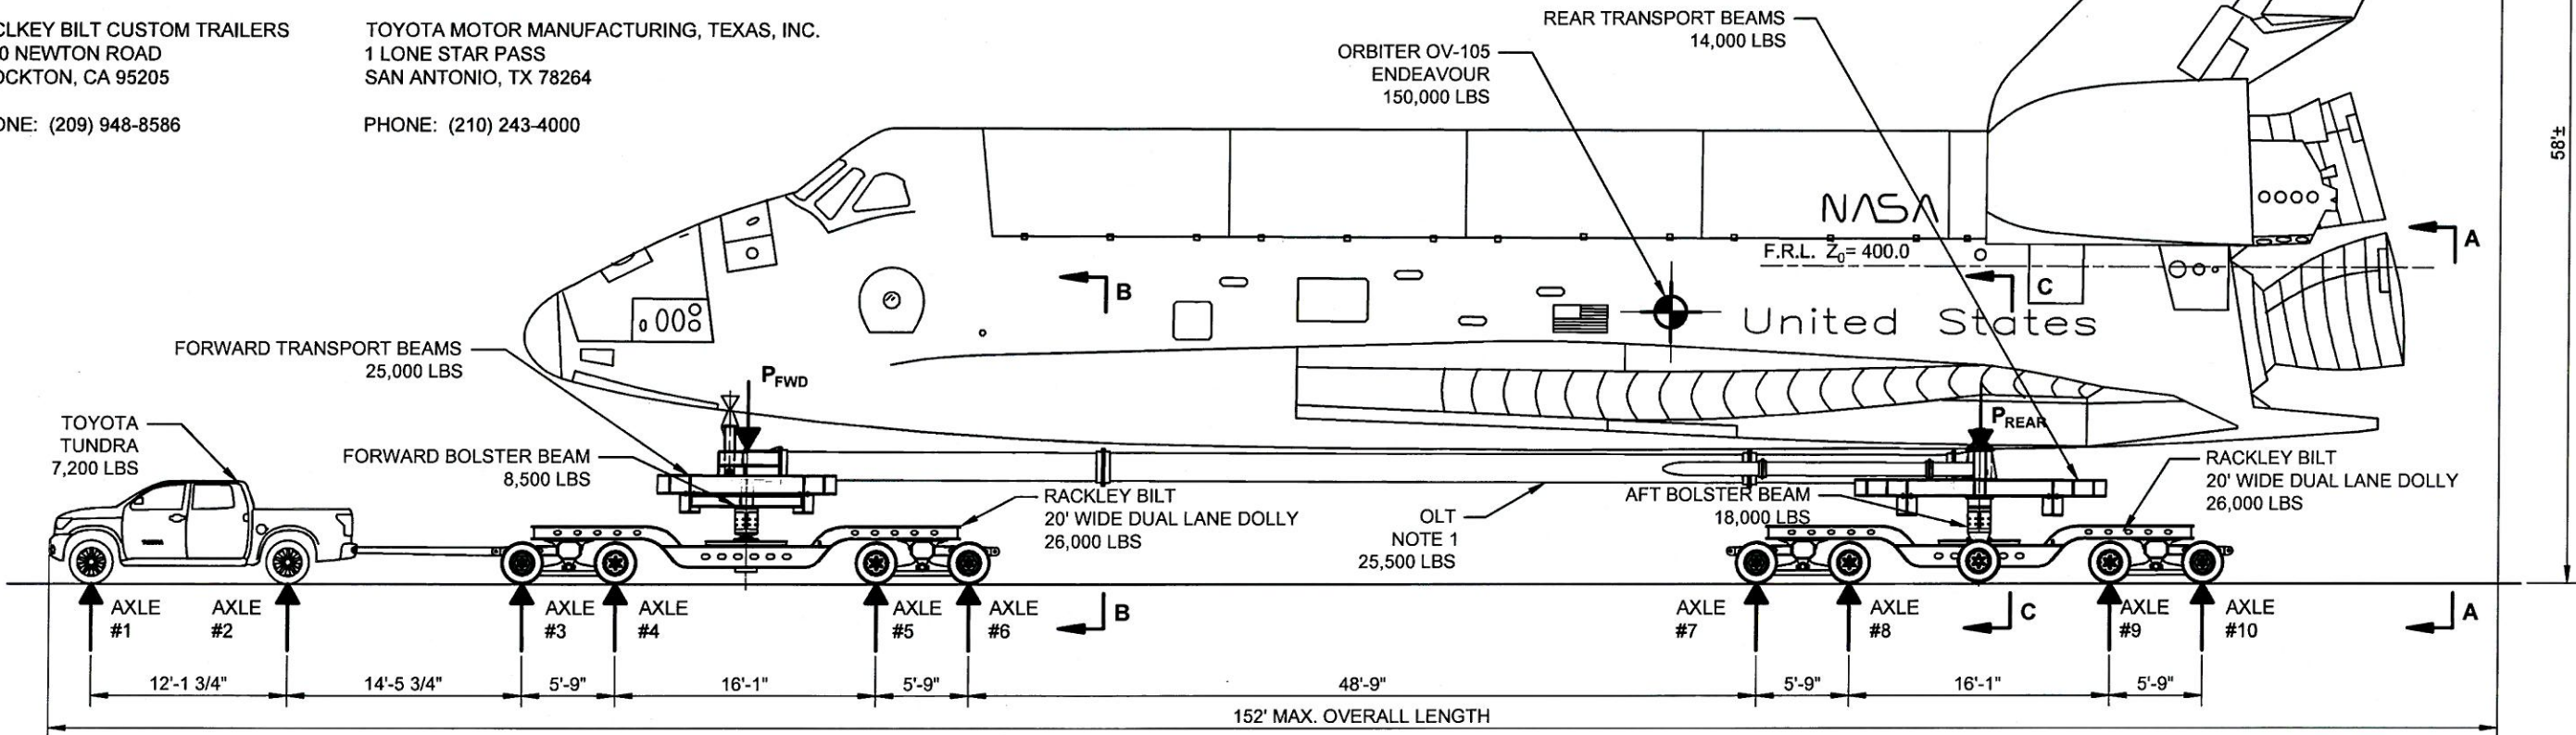 CLKEY BILT CUSTOM TRAILERS
0 NEWTON ROAD
OCKTON, CA 95205
ONE: (209) 948-8586
TOYOTA MOTOR MANUFACTURING, TEXAS, INC.
1 LONE STAR PASS
SAN ANTONIO, TX 78264
PHONE: (210) 243-4000
REAR TRANSPORT BEAMS
14,000 LBS
ORBITER OV-105
ENDEAVOUR
150,000 LBS
58'±
NASA
F.R.L. Z₀= 400.0
A
B
C
United States
FORWARD TRANSPORT BEAMS
25,000 LBS
P_FWD
TOYOTA
TUNDRA
7,200 LBS
FORWARD BOLSTER BEAM
8,500 LBS
P_REAR
RACKLEY BILT
20' WIDE DUAL LANE DOLLY
26,000 LBS
OLT
NOTE 1
25,500 LBS
AFT BOLSTER BEAM
18,000 LBS
RACKLEY BILT
20' WIDE DUAL LANE DOLLY
26,000 LBS
AXLE
#1
AXLE
#2
AXLE
#3
AXLE
#4
AXLE
#5
AXLE
#6
B
AXLE
#7
AXLE
#8
C
AXLE
#9
AXLE
#10
A
12'-1 3/4"
14'-5 3/4"
5'-9"
16'-1"
5'-9"
48'-9"
5'-9"
16'-1"
5'-9"
152' MAX. OVERALL LENGTH